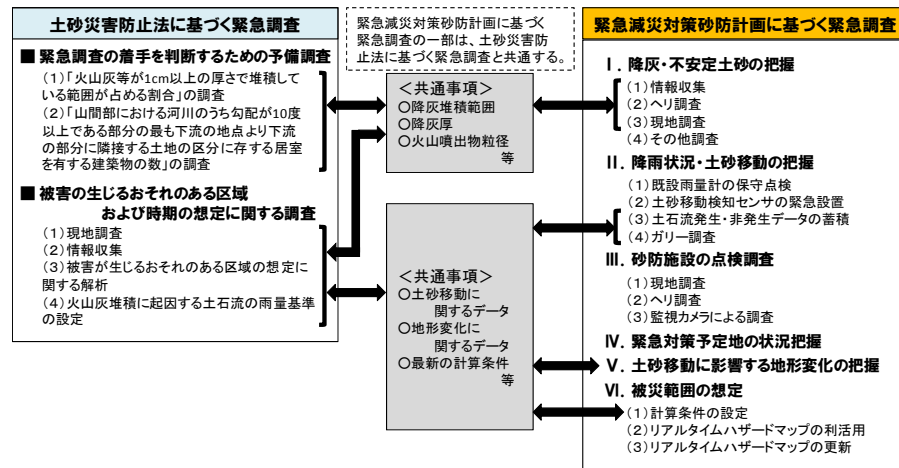 土砂災害防止法に基づく緊急調査
■ 緊急調査の着手を判断するための予備調査
(1)「火山灰等が1cm以上の厚さで堆積して
いる範囲が占める割合」の調査
(2)「山間部における河川のうち勾配が10度
以上である部分の最も下流の地点より下流
の部分に隣接する土地の区分に存する居室
を有する建築物の数」の調査
■ 被害の生じるおそれのある区域
および時期の想定に関する調査
(1)現地調査
(2)情報収集
(3)被害が生じるおそれのある区域の想定に
関する解析
(4)火山灰堆積に起因する土石流の雨量基準
の設定
緊急減災対策砂防計画に基づく
緊急調査の一部は、土砂災害防
止法に基づく緊急調査と共通する。
<共通事項>
○降灰堆積範囲
○降灰厚
○火山噴出物粒径
等
<共通事項>
○土砂移動に
関するデータ
○地形変化に
関するデータ
○最新の計算条件
等
緊急減災対策砂防計画に基づく緊急調査
Ⅰ.降灰・不安定土砂の把握
(1)情報収集
(2)ヘリ調査
(3)現地調査
(4)その他調査
Ⅱ.降雨状況・土砂移動の把握
(1)既設雨量計の保守点検
(2)土砂移動検知センサの緊急設置
(3)土石流発生・非発生データの蓄積
(4)ガリー調査
Ⅲ.砂防施設の点検調査
(1)現地調査
(2)ヘリ調査
(3)監視カメラによる調査
Ⅳ.緊急対策予定地の状況把握
Ⅴ.土砂移動に影響する地形変化の把握
Ⅵ.被災範囲の想定
(1)計算条件の設定
(2)リアルタイムハザードマップの利活用
(3)リアルタイムハザードマップの更新